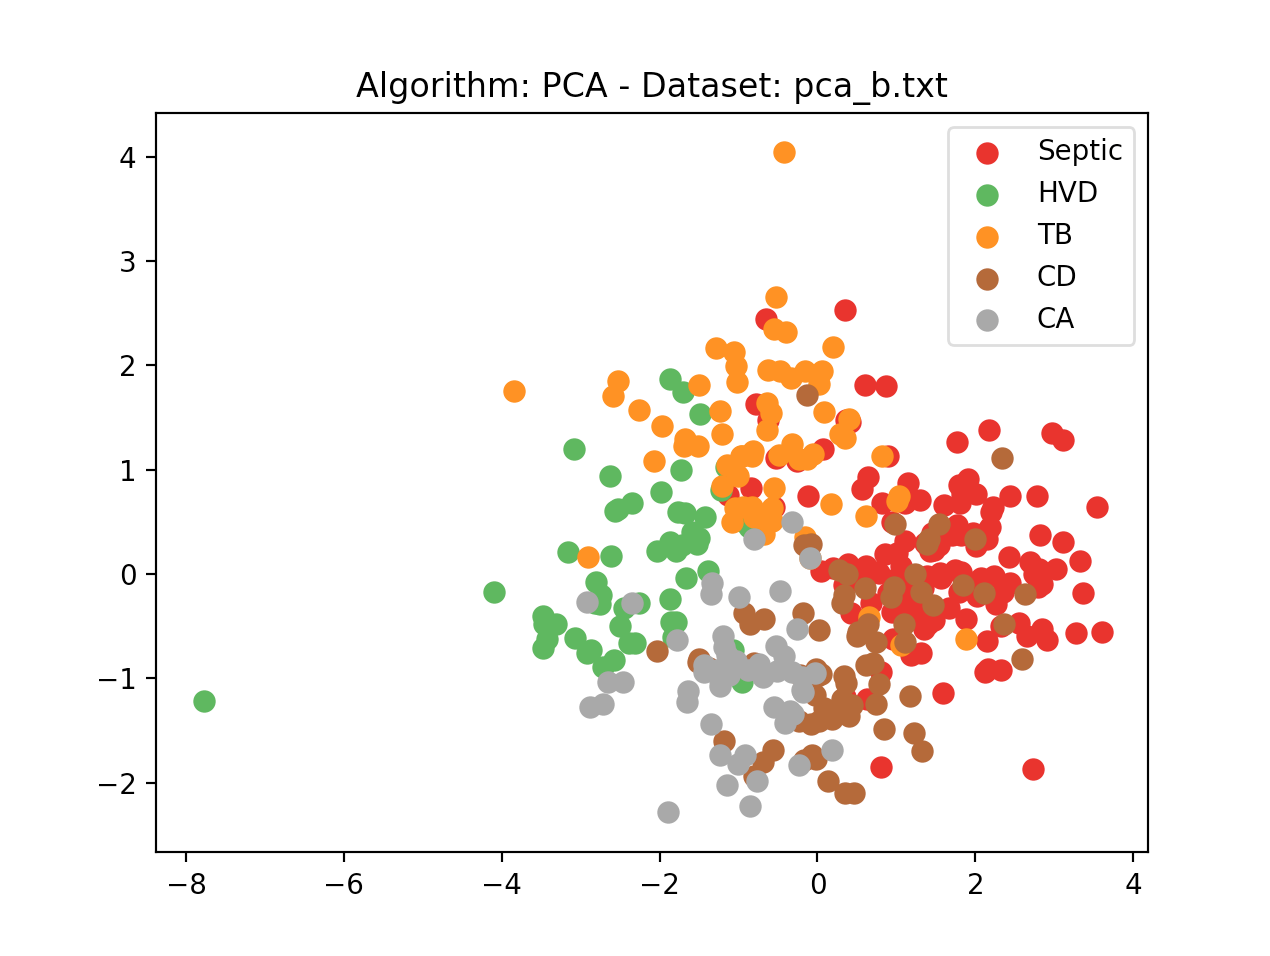 Algorithm: PCA - Dataset: pca_b.txt
Septic
HVD
TB
CD
CA
4
3
2
1
0
−1
−2
−8 −6 −4 −2 0 2 4